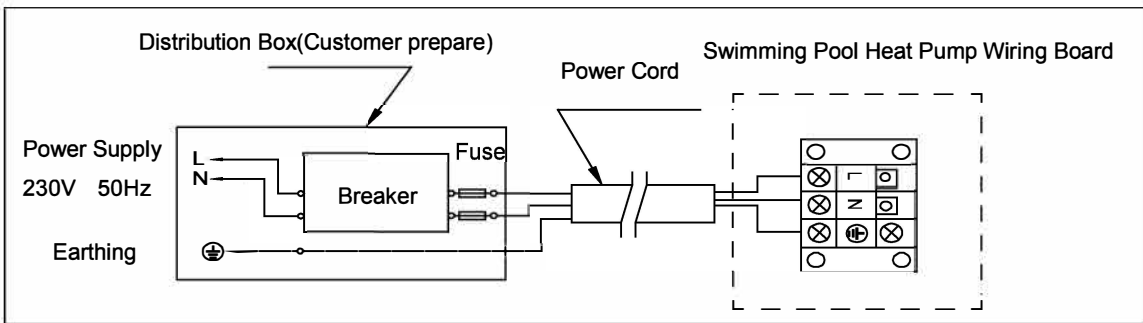 Distribution Box(Customer prepare)
Swimming Pool Heat Pump Wiring Board
Power Cord
Power Supply
230V 50Hz
L
N
Fuse
Breaker
Earthing
L
N